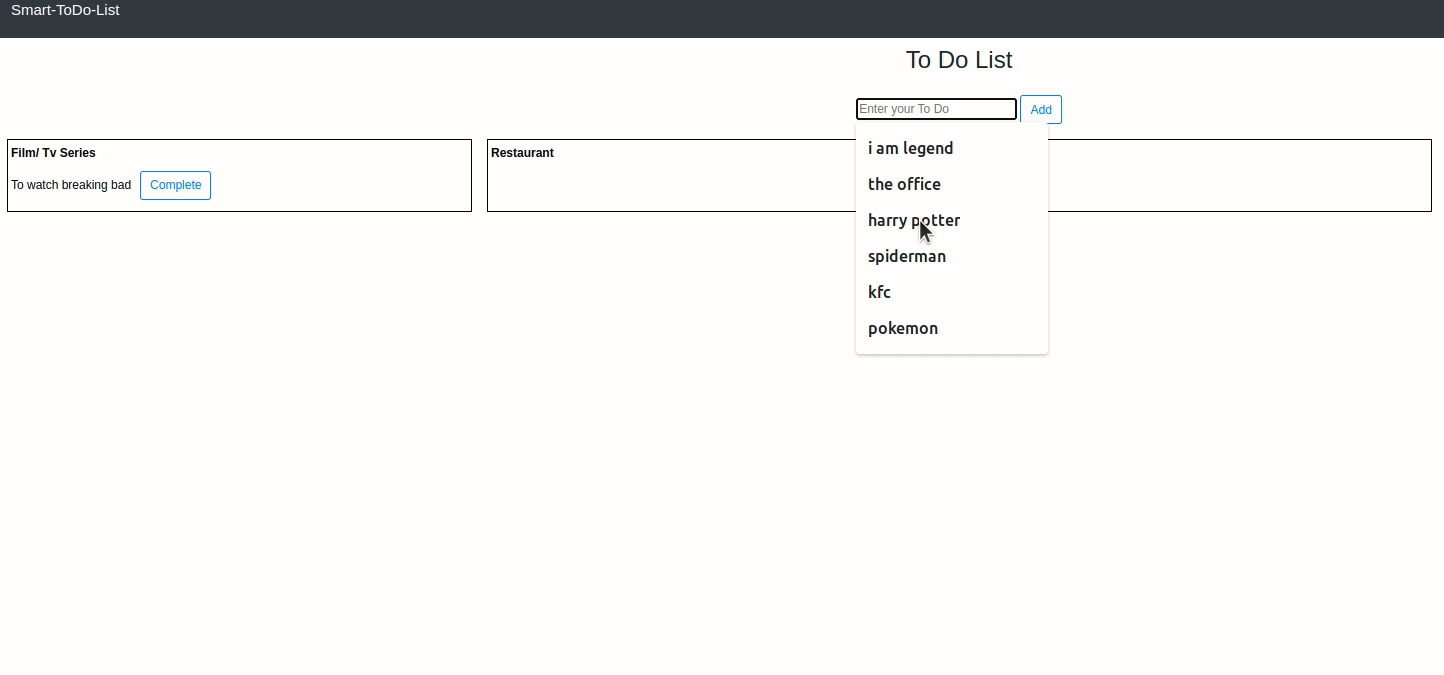 Smart-ToDo-List
To Do List
Enter your To Do
Add
Film/ Tv Series
To watch breaking bad
Complete
Restaurant
i am legend
the office
harry potter
spiderman
kfc
pokemon